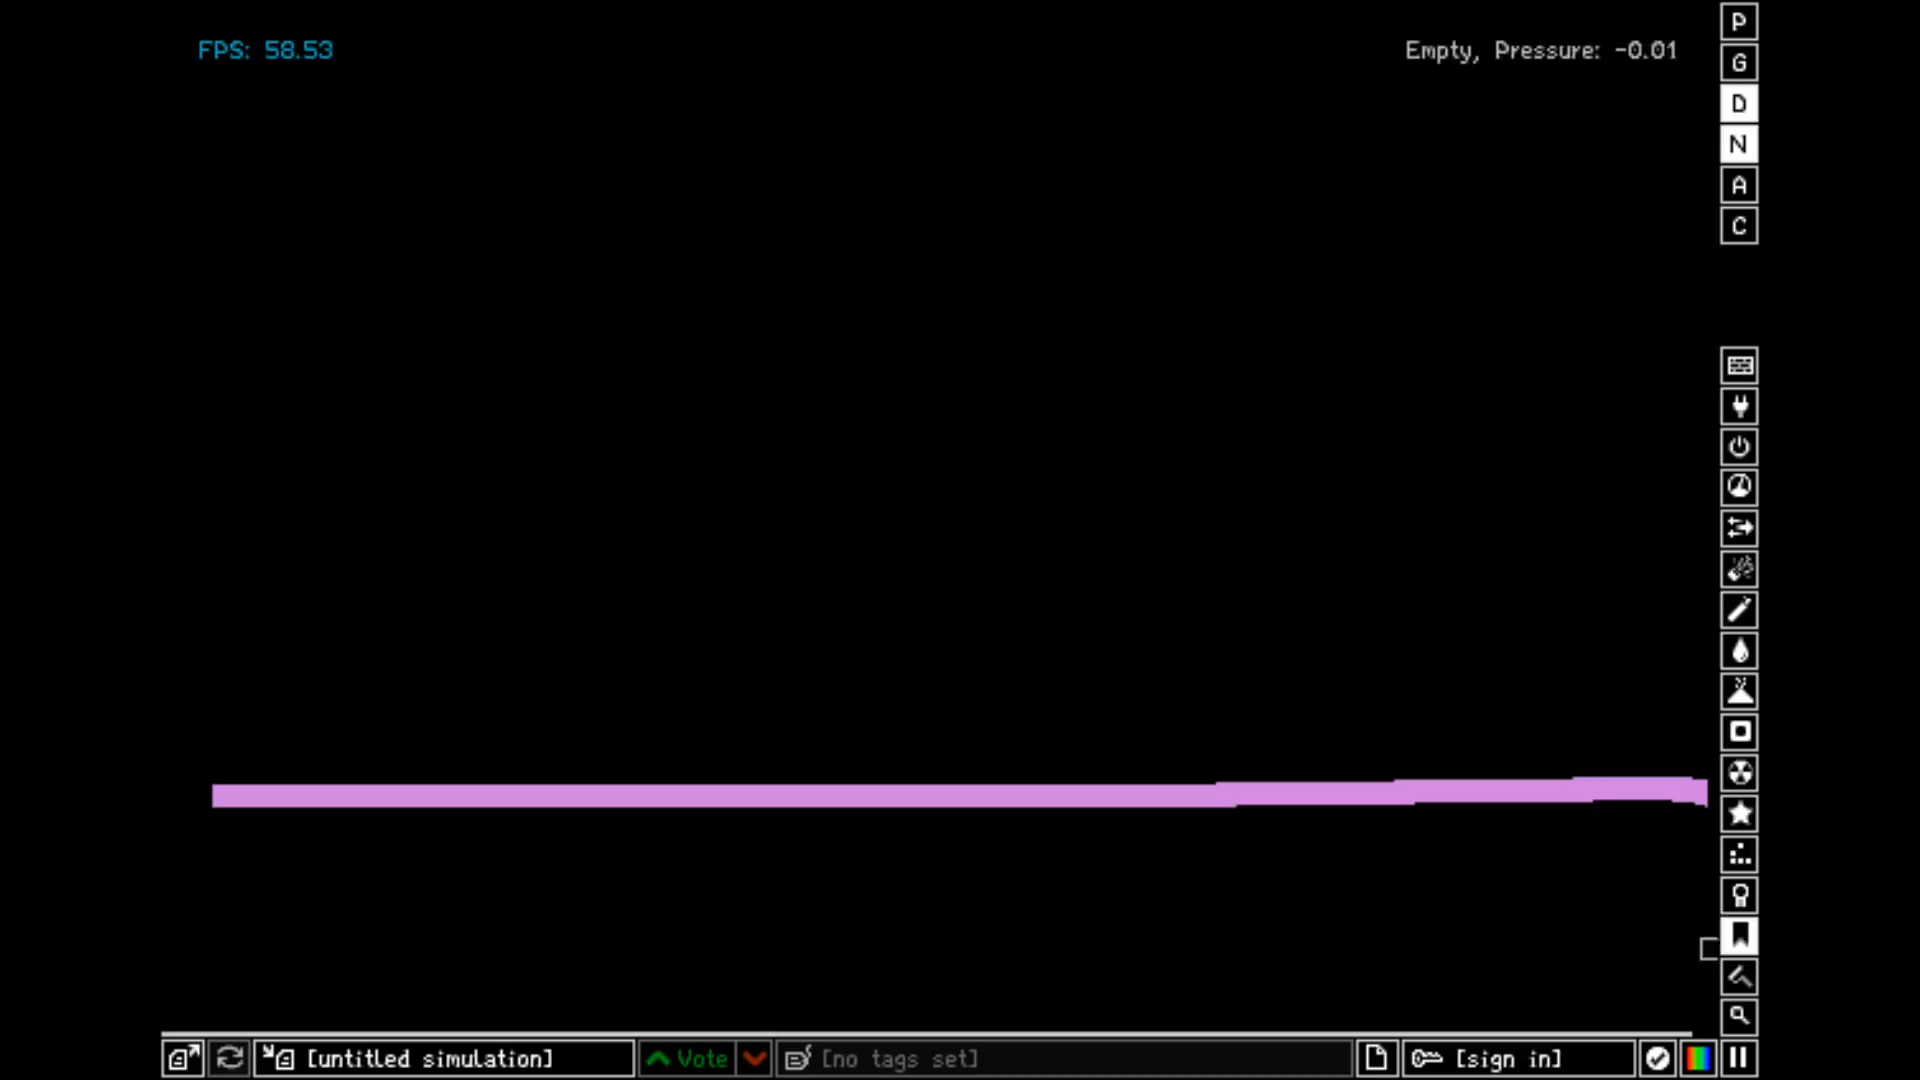 FPS: 58.53
Empty, Pressure: -0.01
P
G
D
N
A
C
[untitled simulation]
Vote
[no tags set]
[sign in]